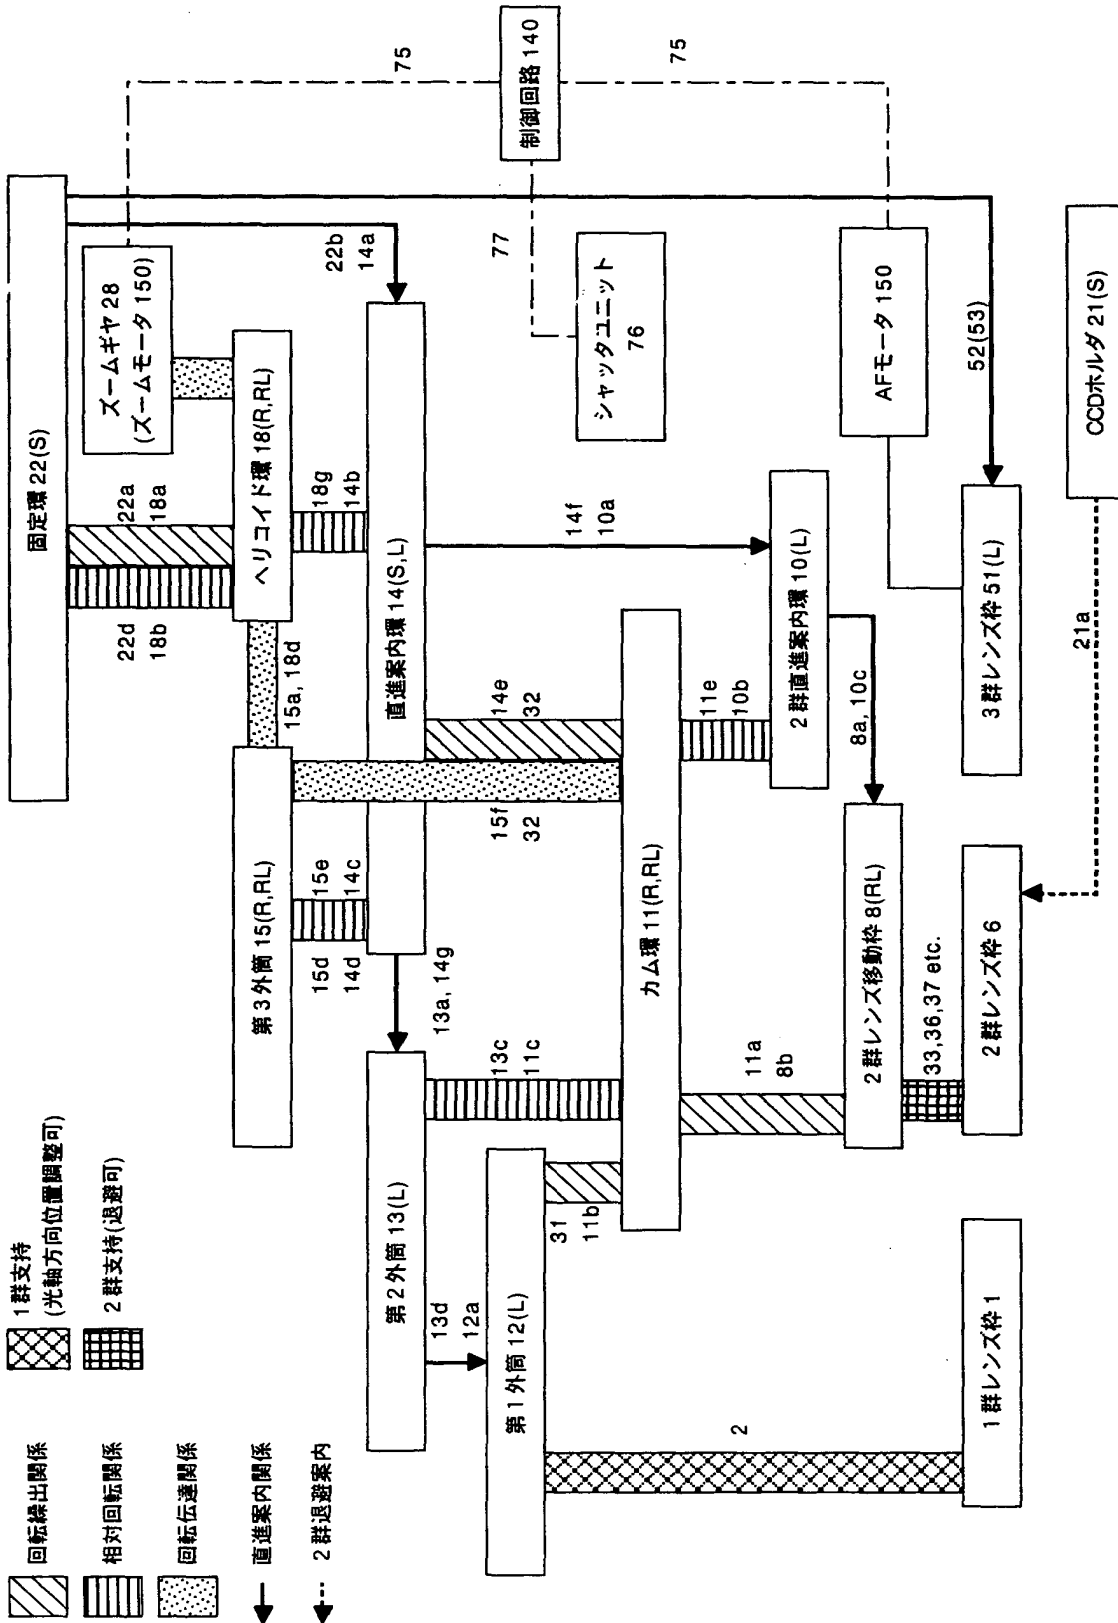 回転繰出関係
相対回転関係
回転伝達関係
直進案内関係
2群退避案内
1群支持
(光軸方向位置調整可)
2群支持(退避可)
固定環 22(S)
22a
18a
22d
18b
ズームギヤ 28
(ズームモータ 150)
75
制御回路 140
75
77
ヘリコイド環 18(R,RL)
22b
14a
18g
14b
15a, 18d
第3外筒 15(R,RL)
15e
14c
15d
14d
直進案内環 14(S,L)
シャッタユニット
76
14f
10a
14e
32
15f
32
13a, 14g
第2外筒 13(L)
13c
11c
13d
12a
第1外筒 12(L)
31
11b
カム環 11(R,RL)
11e
10b
2群直進案内環 10(L)
8a, 10c
11a
8b
2群レンズ移動枠 8(RL)
33,36,37 etc.
AFモータ 150
52(53)
2
1群レンズ枠 1
2群レンズ枠 6
3群レンズ枠 51(L)
21a
CCDホルダ 21(S)